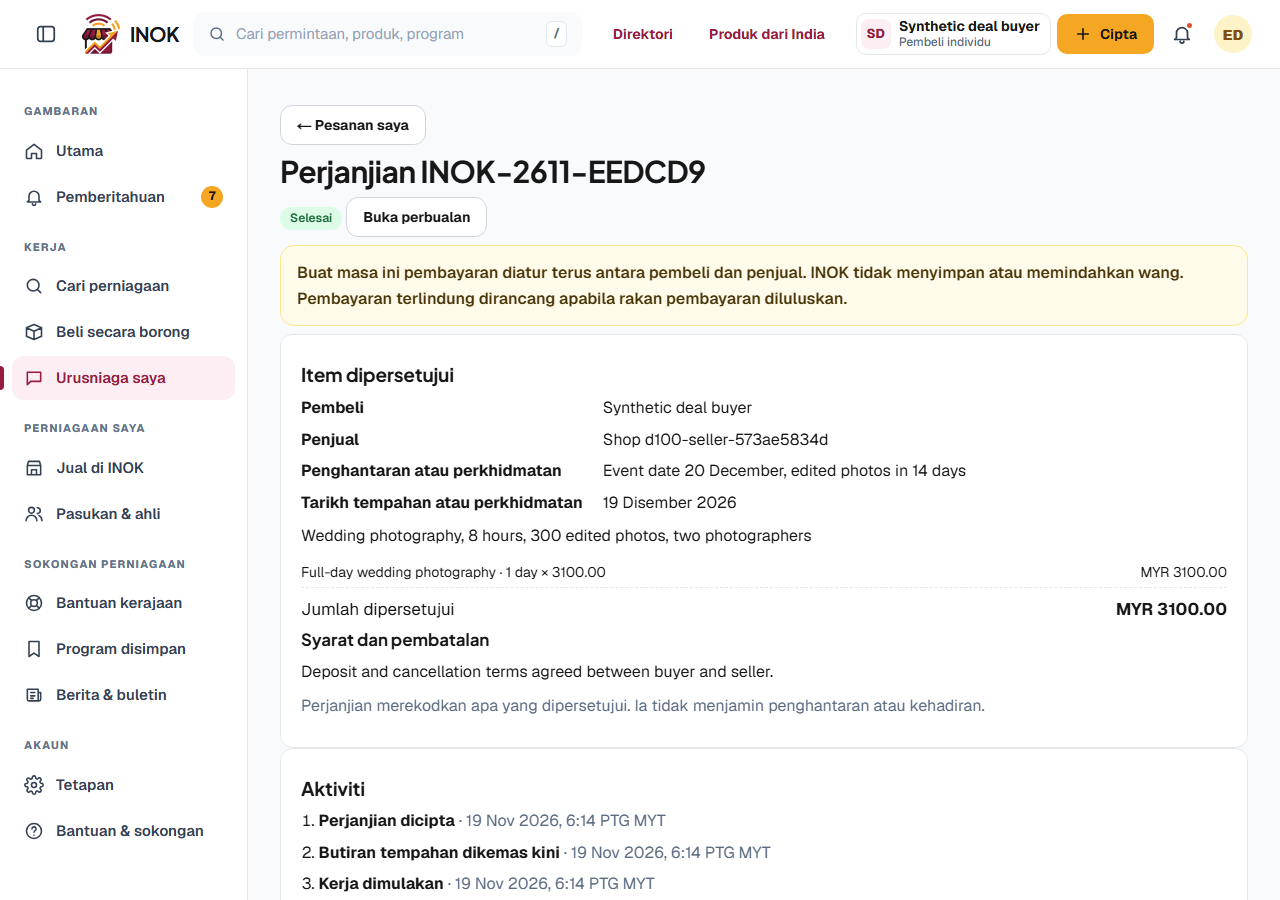 INOK
Cari permintaan, produk, program
/
Direktori
Produk dari India
SD
Synthetic deal buyer
Pembeli individu
+ Cipta
ED
GAMBARAN
Utama
Pemberitahuan
7
KERJA
Cari perniagaan
Beli secara borong
Urusniaga saya
PERNIAGAAN SAYA
Jual di INOK
Pasukan & ahli
SOKONGAN PERNIAGAAN
Bantuan kerajaan
Program disimpan
Berita & buletin
AKAUN
Tetapan
Bantuan & sokongan
← Pesanan saya
Perjanjian INOK-2611-EEDCD9
Selesai
Buka perbualan
Buat masa ini pembayaran diatur terus antara pembeli dan penjual. INOK tidak menyimpan atau memindahkan wang.
Pembayaran terlindung dirancang apabila rakan pembayaran diluluskan.
Item dipersetujui
Pembeli Synthetic deal buyer
Penjual Shop d100-seller-573ae5834d
Penghantaran atau perkhidmatan Event date 20 December, edited photos in 14 days
Tarikh tempahan atau perkhidmatan 19 Disember 2026
Wedding photography, 8 hours, 300 edited photos, two photographers
Full-day wedding photography · 1 day × 3100.00 MYR 3100.00
Jumlah dipersetujui MYR 3100.00
Syarat dan pembatalan
Deposit and cancellation terms agreed between buyer and seller.
Perjanjian merekodkan apa yang dipersetujui. Ia tidak menjamin penghantaran atau kehadiran.
Aktiviti
1. Perjanjian dicipta · 19 Nov 2026, 6:14 PTG MYT
2. Butiran tempahan dikemas kini · 19 Nov 2026, 6:14 PTG MYT
3. Kerja dimulakan · 19 Nov 2026, 6:14 PTG MYT